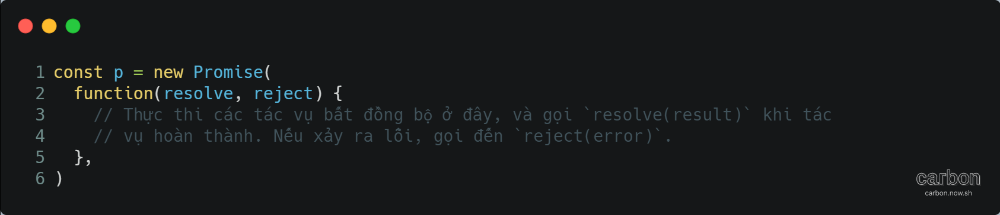 1 const p = new Promise(
2   function(resolve, reject) {
3     // Thực thi các tác vụ bất đồng bộ ở đây, và gọi `resolve(result)` khi tác
4     // vụ hoàn thành. Nếu xảy ra lỗi, gọi đến `reject(error)`.
5   },
6 )
carbon
carbon.now.sh